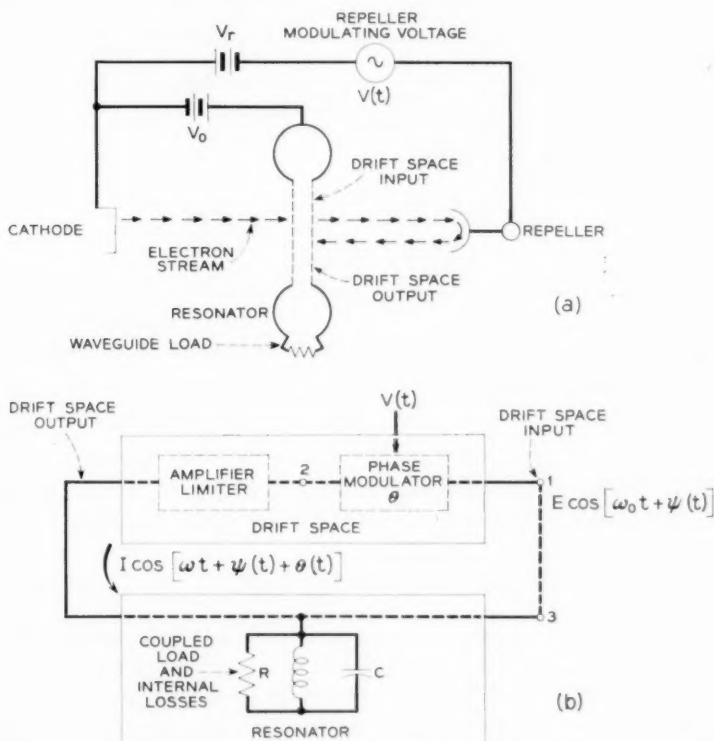 REPELLER
MODULATING VOLTAGE
Vr
V(t)
V0
DRIFT SPACE
INPUT
CATHODE
ELECTRON
STREAM
REPELLER
DRIFT SPACE
OUTPUT
RESONATOR
WAVEGUIDE LOAD
(a)
V(t)
DRIFT SPACE
OUTPUT
DRIFT SPACE
INPUT
AMPLIFIER
LIMITER
2
PHASE
MODULATOR
θ
1
E COS [ω0t + ψ(t)]
DRIFT SPACE
I COS [ωt + ψ(t) + θ(t)]
3
COUPLED
LOAD
AND
INTERNAL
LOSSES
R
C
RESONATOR
(b)